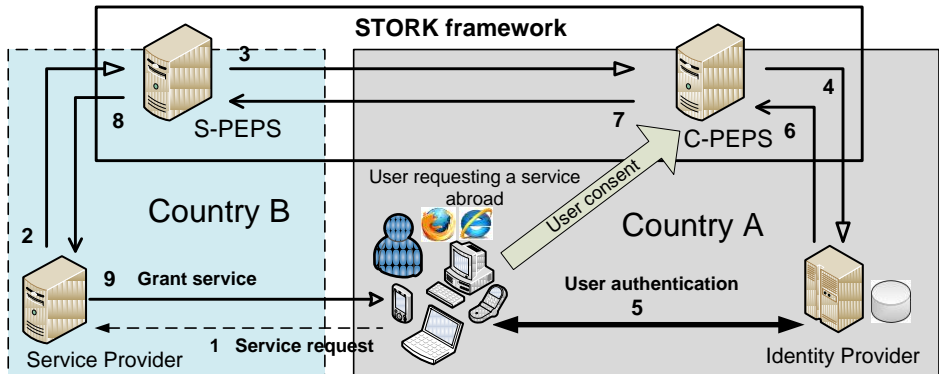 STORK framework
3
4
8
7
6
S-PEPS
C-PEPS
User requesting a service
abroad
User consent
Country B
Country A
2
9 Grant service
User authentication
5
1 Service request
Service Provider
Identity Provider